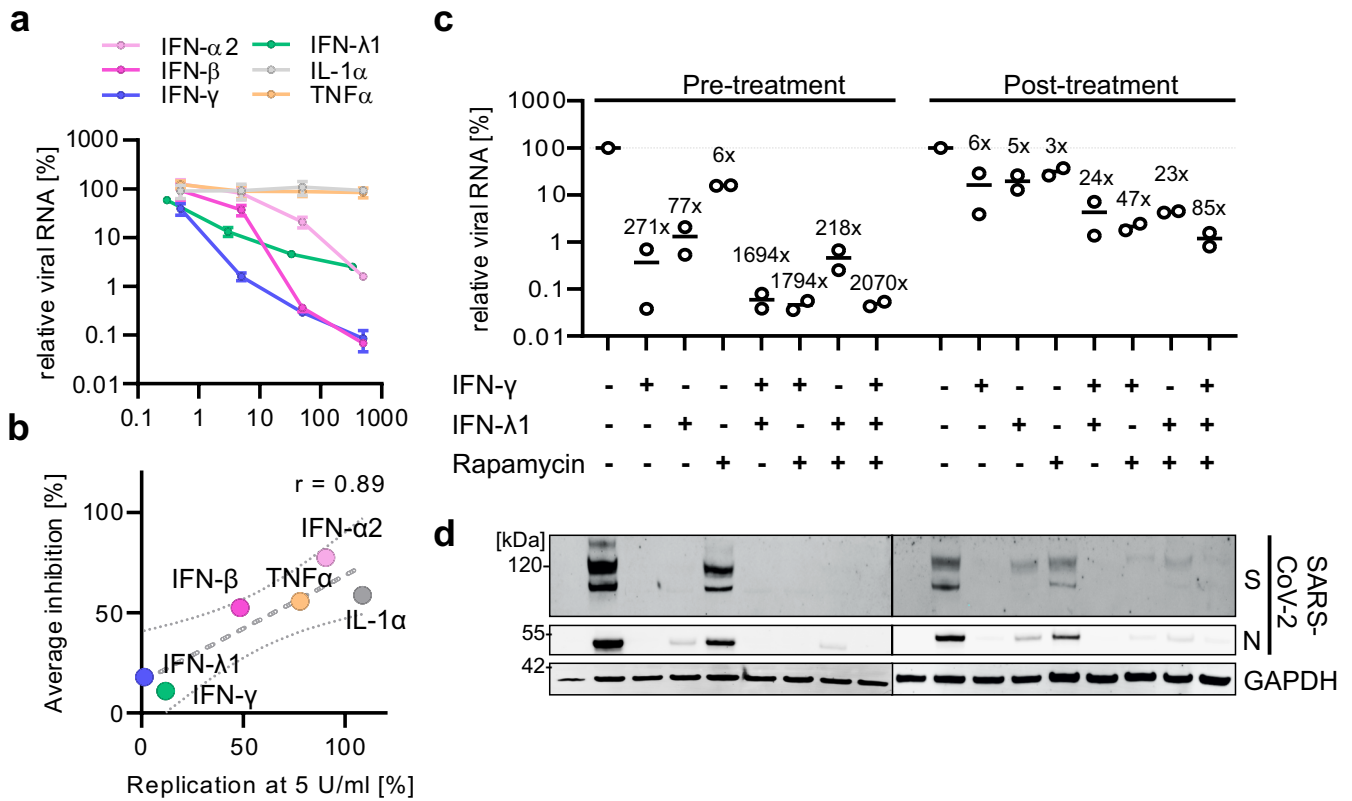 a
IFN-α2
IFN-λ1
IFN-β
IL-1α
IFN-γ
TNFα
relative viral RNA [%]
1000
100
10
1
0.1
0.01
0.1 1 10 100 1000
b
Average inhibition [%]
r = 0.89
100
50
0
IFN-α2
IFN-β
TNFα
IL-1α
IFN-λ1
IFN-γ
0 50 100
Replication at 5 U/ml [%]
c
Pre-treatment
Post-treatment
relative viral RNA [%]
1000
100
10
1
0.1
0.01
271x 77x 6x 1694x 1794x 218x 2070x
6x 5x 3x 24x 47x 23x 85x
IFN-γ - + - - + + - + - + - - + + - +
IFN-λ1 - - + - + - + + - - + - + - + +
Rapamycin - - - + - + + + - - - + - + + +
d
[kDa]
120-
S
55-
N
42-
GAPDH
SARS-
CoV-2